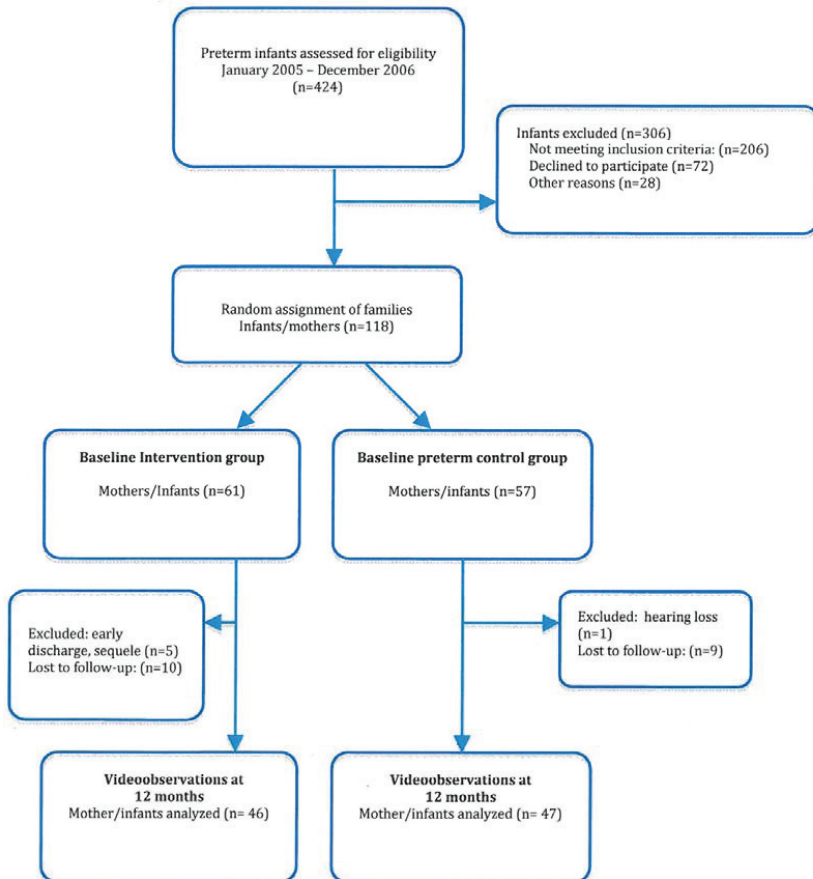 Preterm infants assessed for eligibility
January 2005 – December 2006
(n=424)
Infants excluded (n=306)
Not meeting inclusion criteria: (n=206)
Declined to participate (n=72)
Other reasons (n=28)
Random assignment of families
Infants/mothers (n=118)
Baseline Intervention group
Mothers/Infants (n=61)
Baseline preterm control group
Mothers/infants (n=57)
Excluded: early
discharge, sequele (n=5)
Lost to follow-up: (n=10)
Excluded: hearing loss
(n=1)
Lost to follow-up: (n=9)
Videoobservations at
12 months
Mother/infants analyzed (n= 46)
Videoobservations at
12 months
Mother/infants analyzed (n= 47)